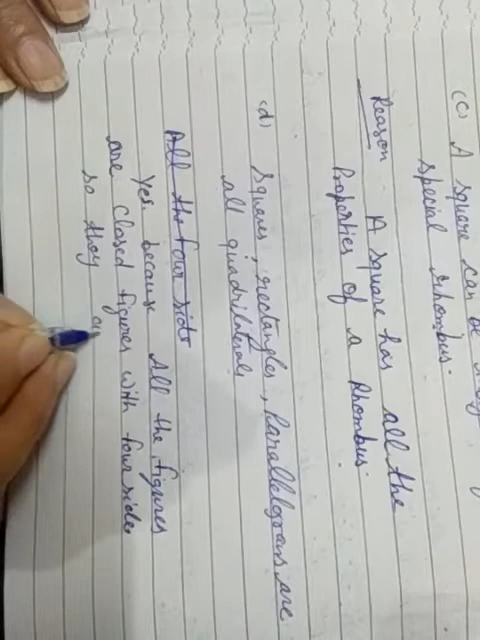 (C) A square can be
special rhombus.
Reason A square has all the
Properties of a Rhombus.
(d) Squares, rectangles, Parallelograms are
all quadrilaterals
All the four sides
Yes, because All the figures
are closed figures with four sides
so they a